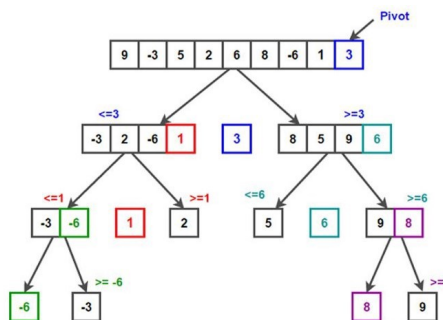 Pivot
9 -3 5 2 6 8 -6 1 3
<=3 >=3
-3 2 -6 1 3 8 5 9 6
<=1 >=1 <=6 >=6
-3 -6 1 2 5 6 9 8
>= -6 >=
-6 -3 8 9